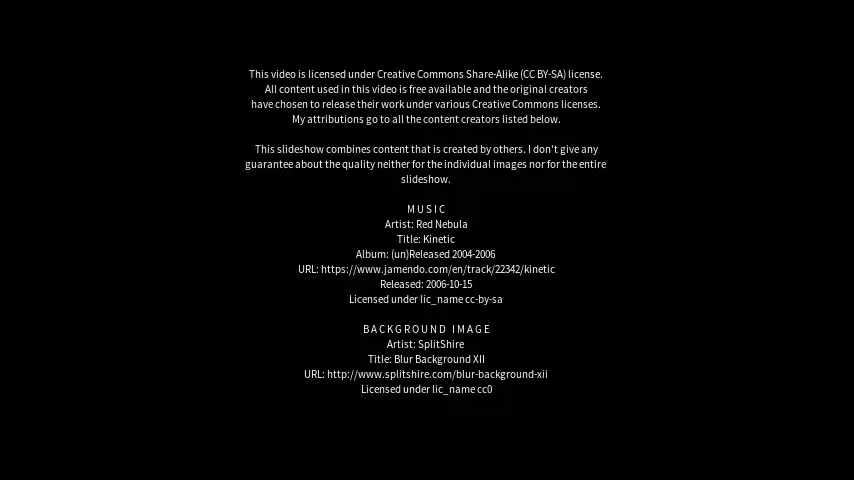 This video is licensed under Creative Commons Share-Alike (CC BY-SA) license.
All content used in this video is free available and the original creators
have chosen to release their work under various Creative Commons licenses.
My attributions go to all the content creators listed below.
This slideshow combines content that is created by others. I don't give any
guarantee about the quality neither for the individual images nor for the entire
slideshow.
MUSIC
Artist: Red Nebula
Title: Kinetic
Album: (un)Released 2004-2006
URL: https://www.jamendo.com/en/track/22342/kinetic
Released: 2006-10-15
Licensed under lic_name cc-by-sa
BACKGROUND IMAGE
Artist: SplitShire
Title: Blur Background XII
URL: http://www.splitshire.com/blur-background-xii
Licensed under lic_name cc0